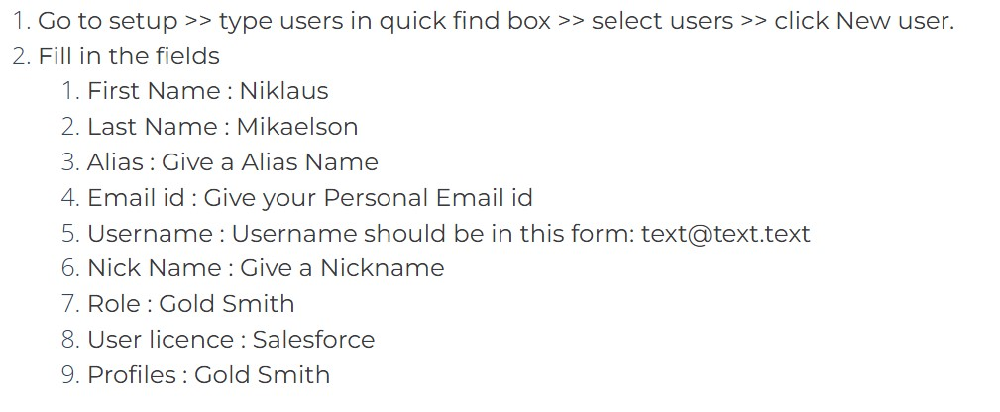 1. Go to setup >> type users in quick find box >> select users >> click New user.
2. Fill in the fields
1. First Name : Niklaus
2. Last Name : Mikaelson
3. Alias : Give a Alias Name
4. Email id : Give your Personal Email id
5. Username : Username should be in this form: text@text.text
6. Nick Name : Give a Nickname
7. Role : Gold Smith
8. User licence : Salesforce
9. Profiles : Gold Smith